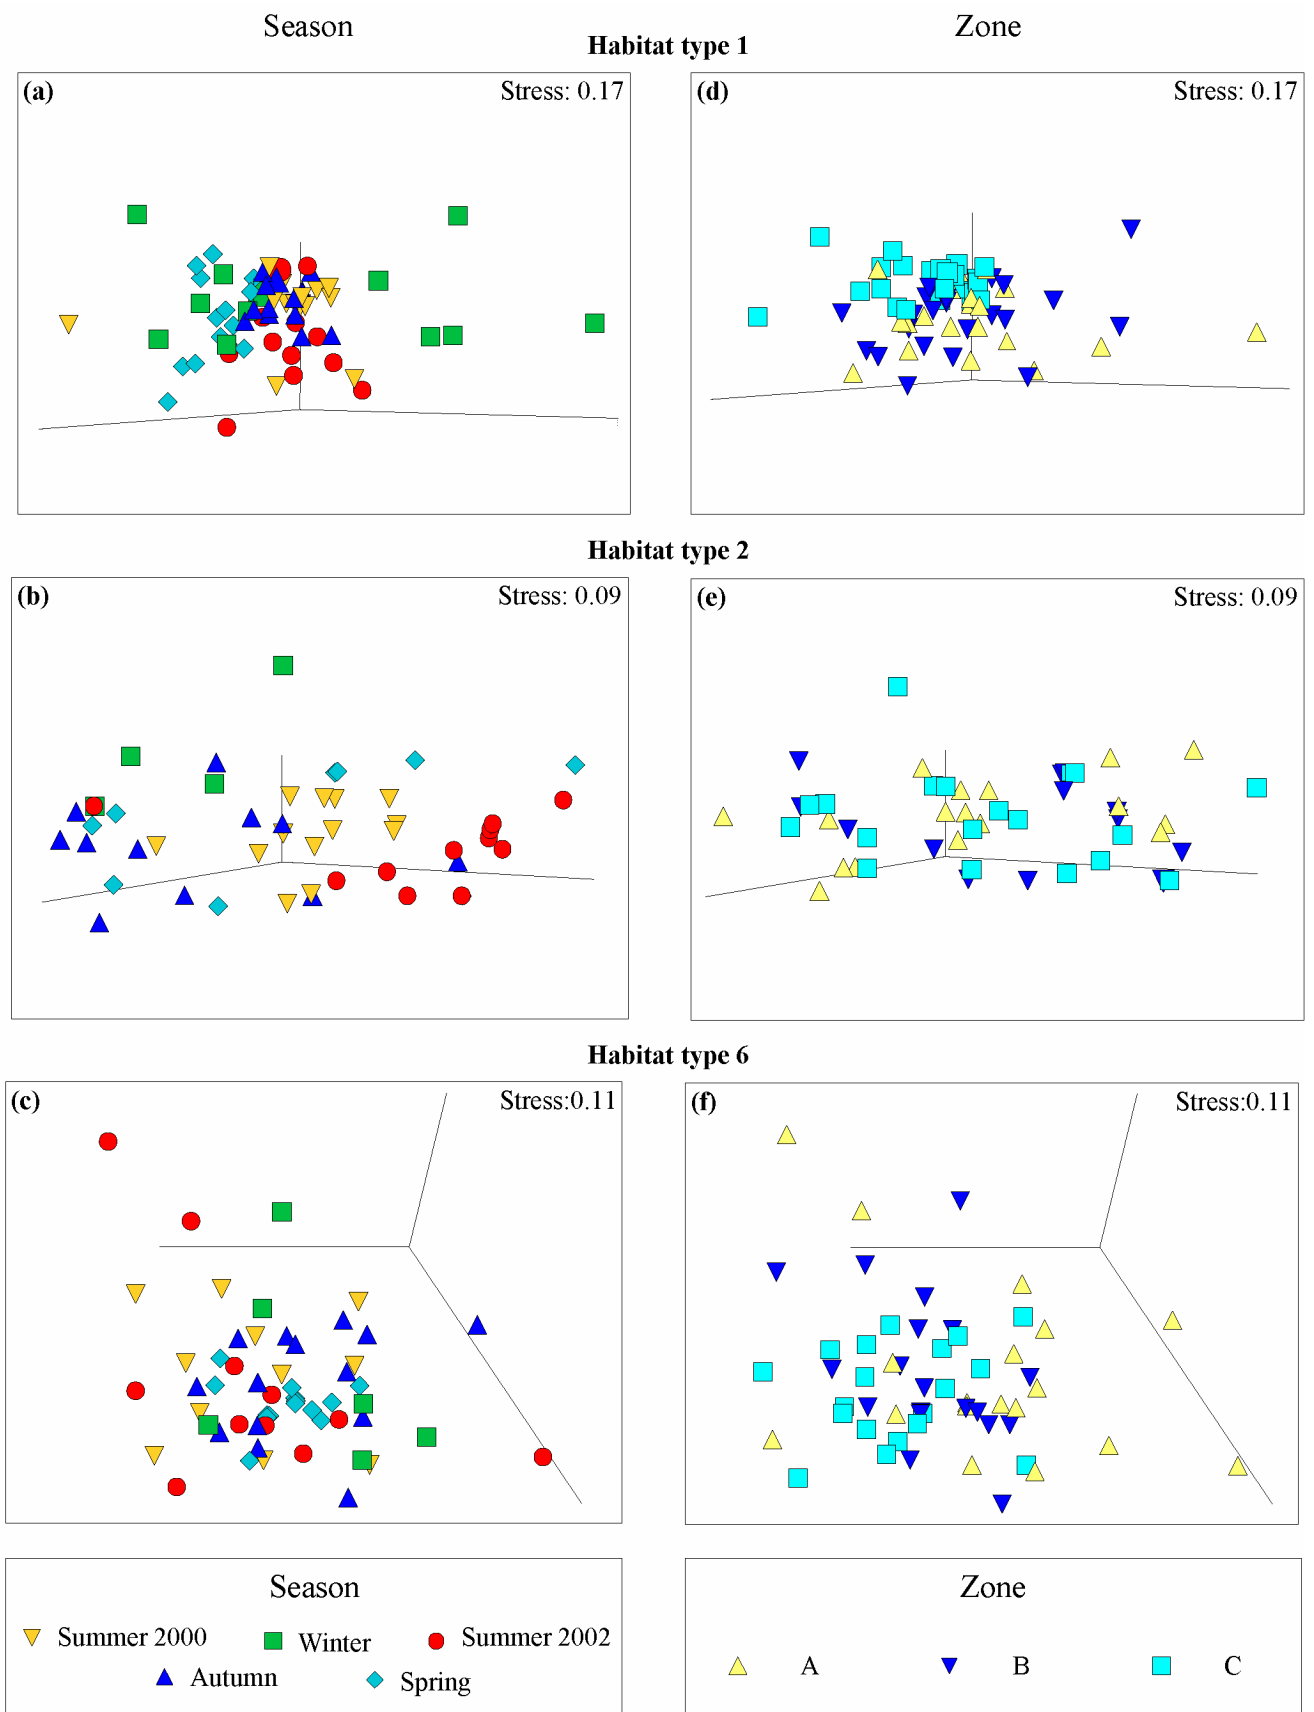 Season
Zone
Habitat type 1
(a)
Stress: 0.17
(d)
Stress: 0.17
Habitat type 2
(b)
Stress: 0.09
(e)
Stress: 0.09
Habitat type 6
(c)
Stress:0.11
(f)
Stress:0.11
Season
Summer 2000
Winter
Summer 2002
Autumn
Spring
Zone
A
B
C